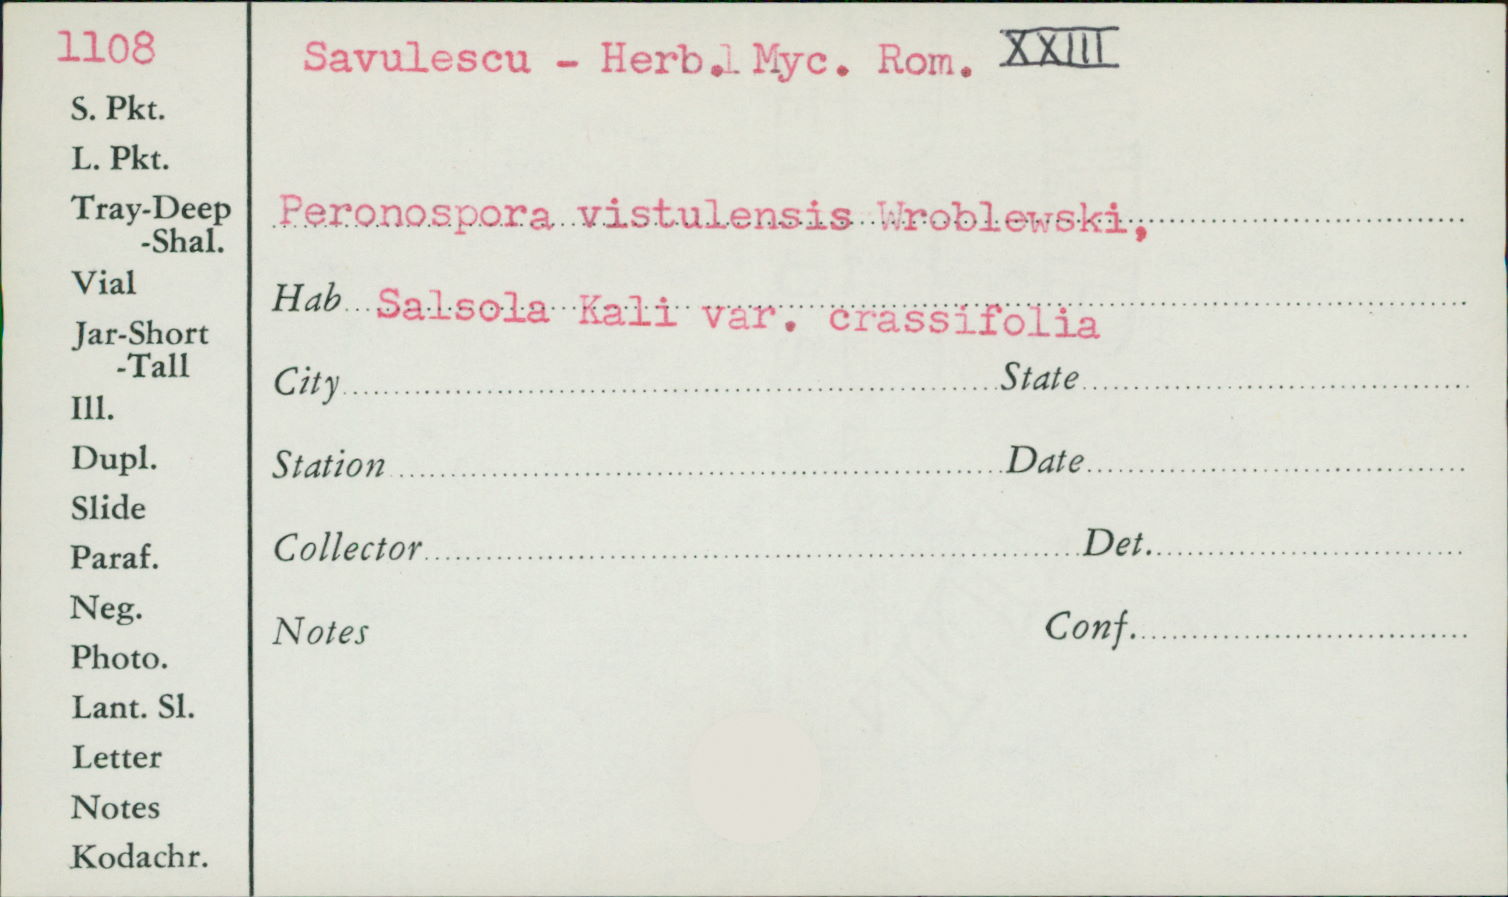 1108
Savulescu - Herb. Myc. Rom. XXIII
S. Pkt.
L. Pkt.
Tray-Deep
-Shal.
Vial
Jar-Short
-Tall
Ill.
Dupl.
Slide
Paraf.
Neg.
Photo.
Lant. Sl.
Letter
Notes
Kodachr.
Peronospora vistulensis Wroblewski,
Hab Salsola Kali var. crassifolia
City State
Station Date
Collector Det.
Notes Conf.